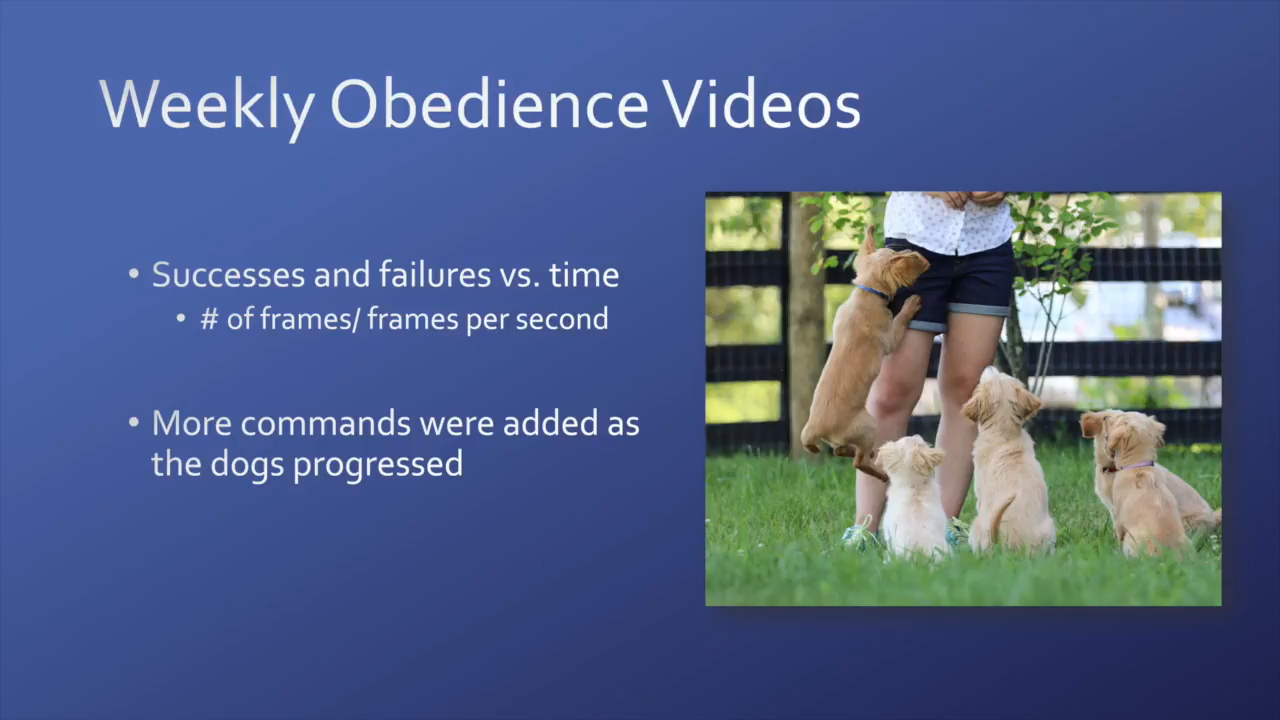 Weekly Obedience Videos
• Successes and failures vs. time
• # of frames/ frames per second
• More commands were added as
the dogs progressed